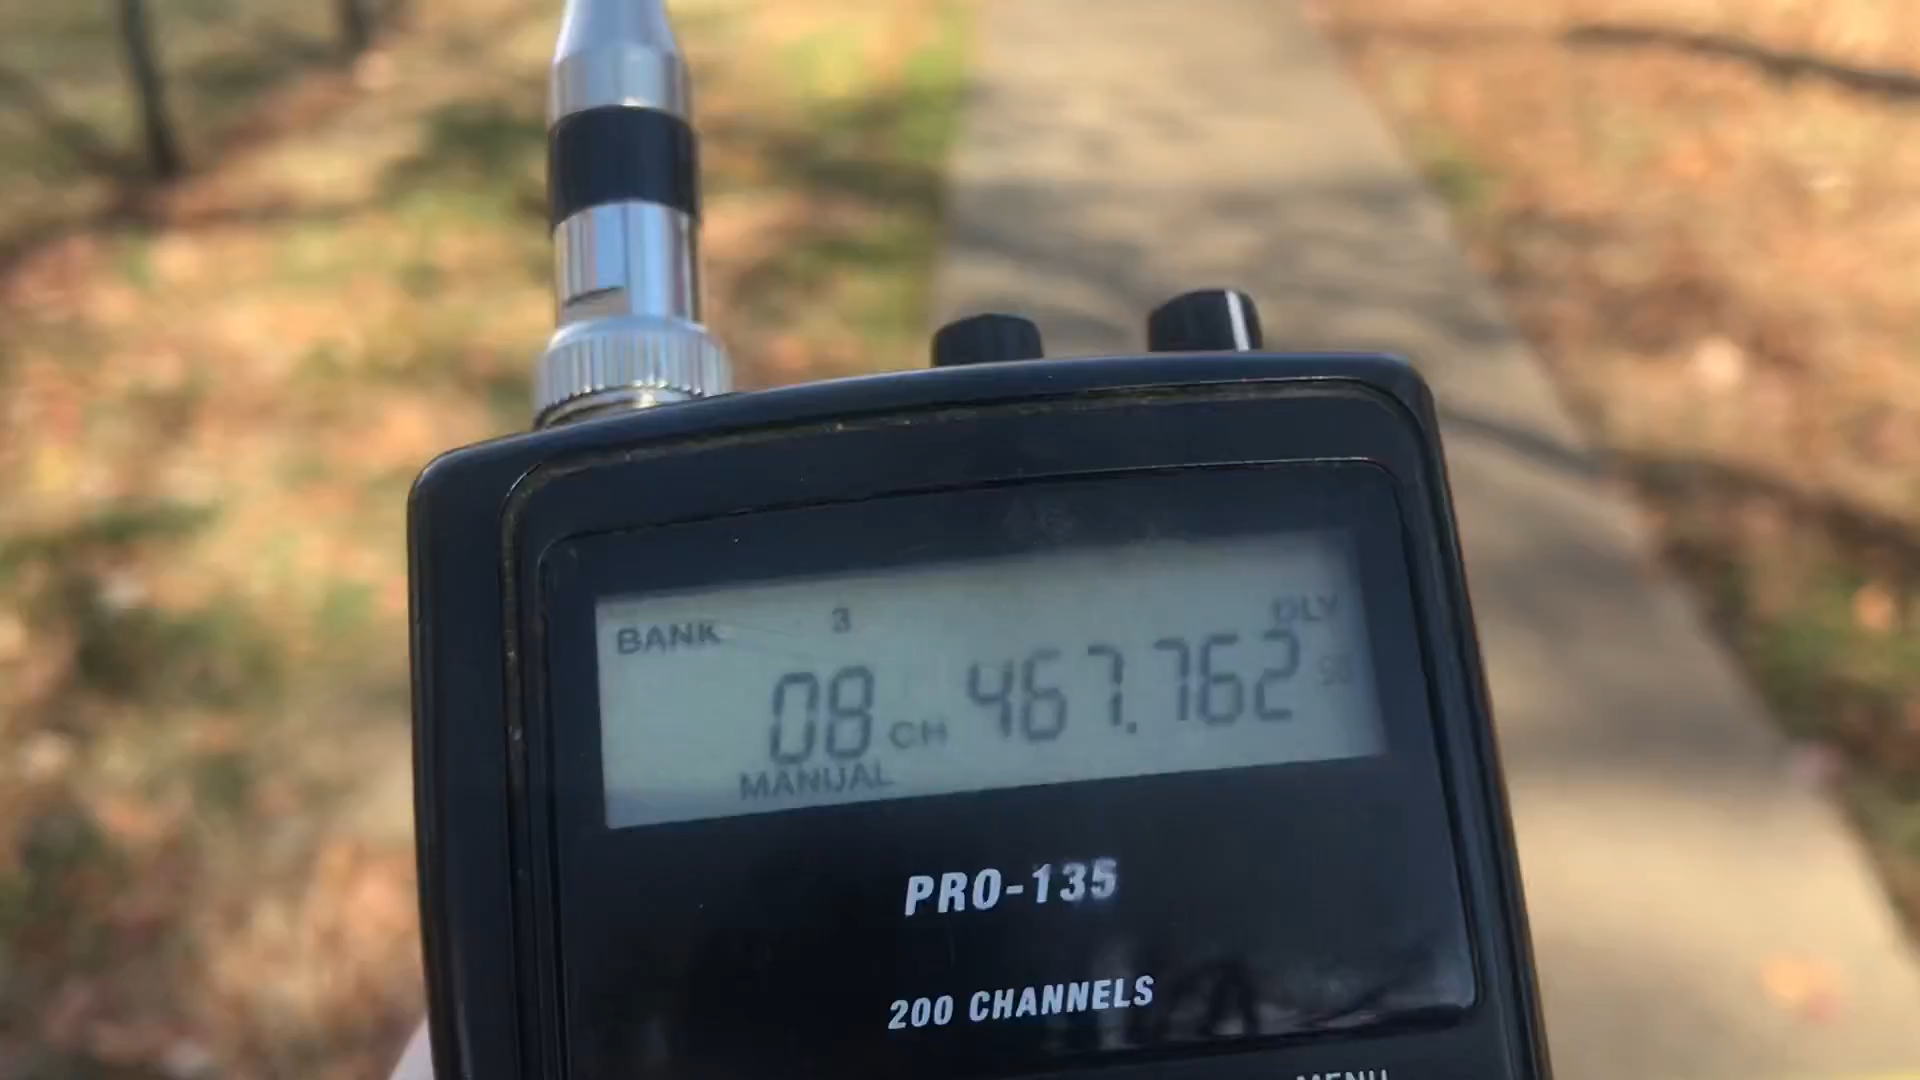 BANK 3 DLY
08 CH 467.762
MANUAL
PRO-135
200 CHANNELS
MENU